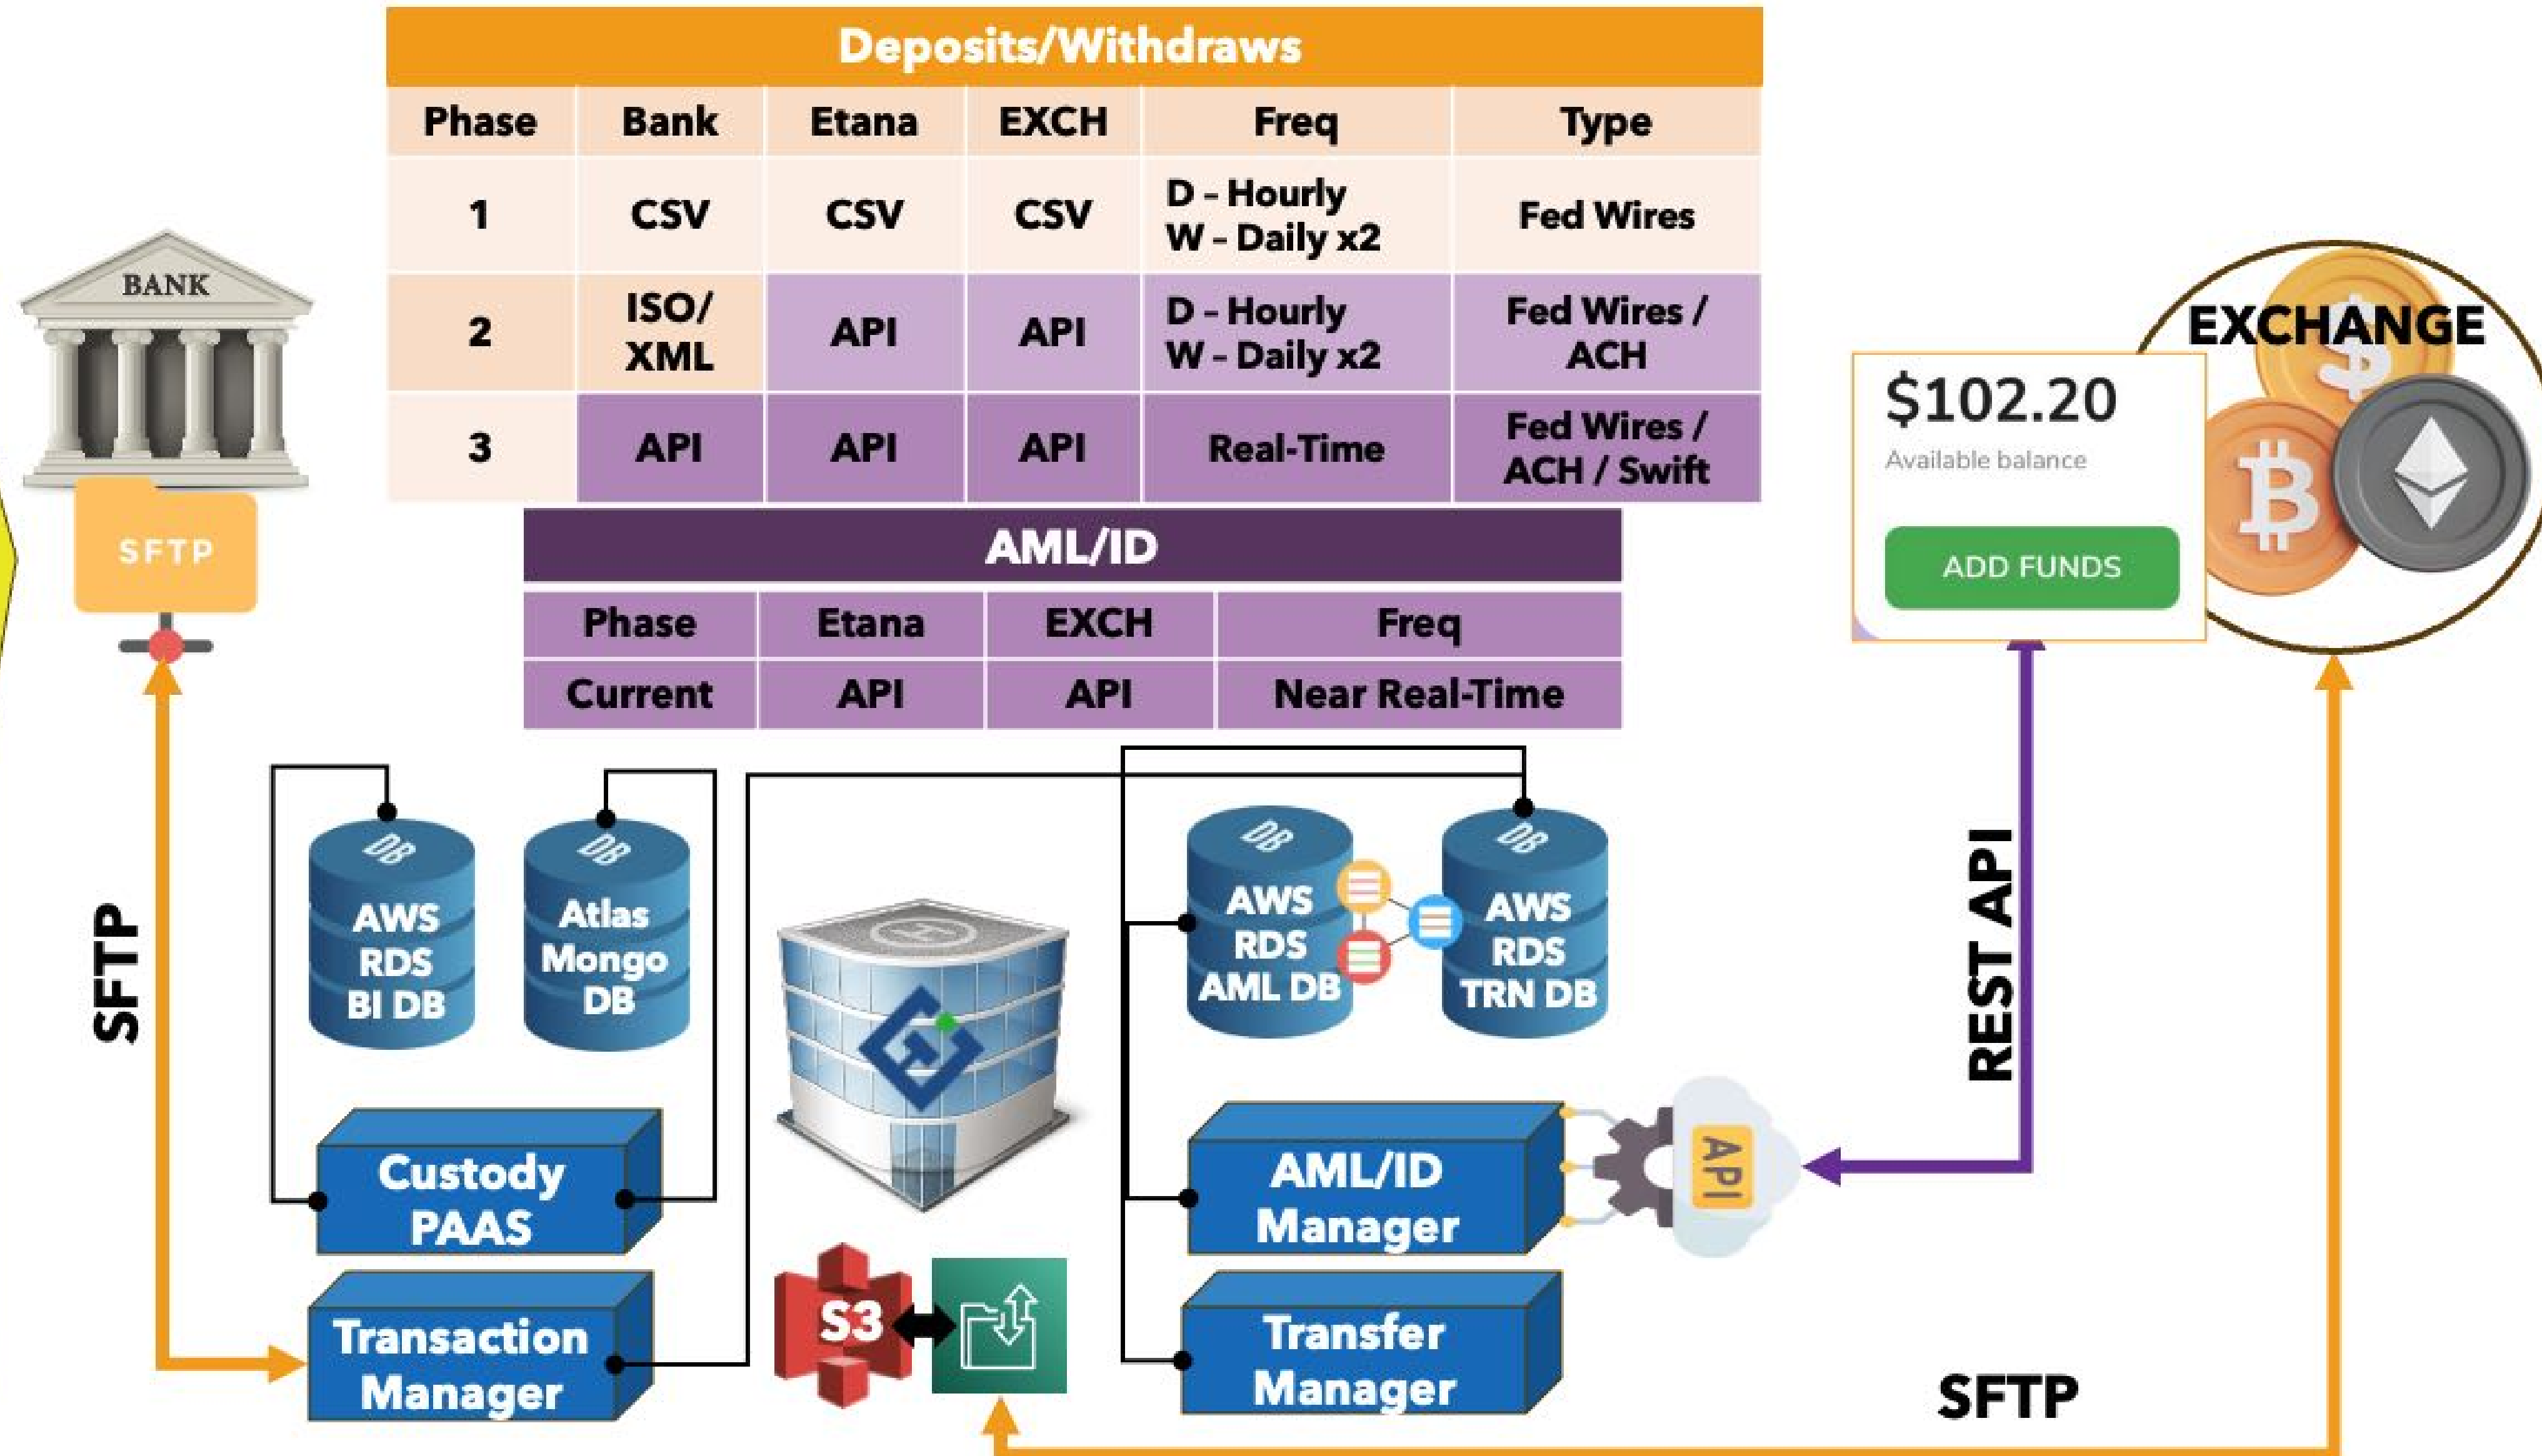 Deposits/Withdraws
Phase Bank Etana EXCH Freq Type
1 CSV CSV CSV D – Hourly
W – Daily x2 Fed Wires
2 ISO/
XML API API D – Hourly
W – Daily x2 Fed Wires /
ACH
3 API API API Real-Time Fed Wires /
ACH / Swift
AML/ID
Phase Etana EXCH Freq
Current API API Near Real-Time
BANK
SFTP
SFTP
EXCHANGE
$102.20
Available balance
ADD FUNDS
REST API
DB
AWS
RDS
BI DB
DB
Atlas
Mongo
DB
DB
AWS
RDS
AML DB
DB
AWS
RDS
TRN DB
Custody
PAAS
Transaction
Manager
S3
AML/ID
Manager
API
Transfer
Manager
SFTP